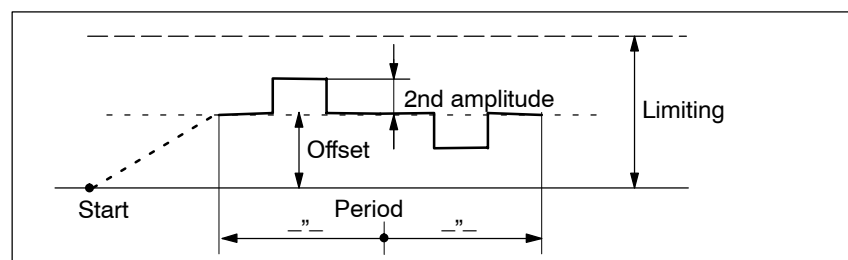 2nd amplitude
Limiting
Offset
Start
Period
_”_ _”_